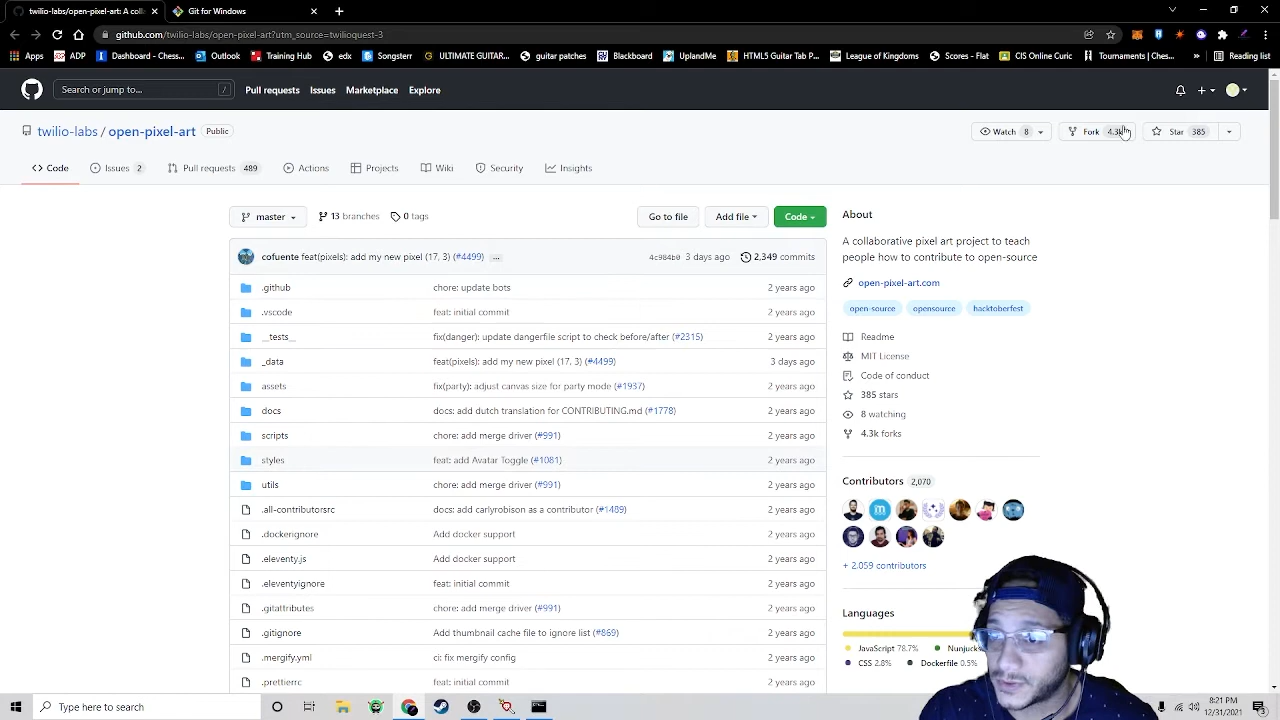 twilio-labs/open-pixel-art: A coll
Git for Windows
github.com/twilio-labs/open-pixel-art?utm_source=twilioquest-3
Apps ADP Dashboard - Chess... Outlook Training Hub edx Songsterr ULTIMATE GUITAR... guitar patches Blackboard UplandMe HTML5 Guitar Tab P... League of Kingdoms Scores - Flat CIS Online Curic Tournaments | Ches... » Reading list
Search or jump to... / Pull requests Issues Marketplace Explore
twilio-labs / open-pixel-art Public
Watch 8 Fork 4.3k Star 385
Code Issues 2 Pull requests 489 Actions Projects Wiki Security Insights
master 13 branches 0 tags Go to file Add file Code
cofuente feat(pixels): add my new pixel (17, 3) (#4499) ... 4c984b0 3 days ago 2,349 commits
.github chore: update bots 2 years ago
.vscode feat: initial commit 2 years ago
__tests__ fix(danger): update dangerfile script to check before/after (#2315) 2 years ago
_data feat(pixels): add my new pixel (17, 3) (#4499) 3 days ago
assets fix(party): adjust canvas size for party mode (#1937) 2 years ago
docs docs: add dutch translation for CONTRIBUTING.md (#1778) 2 years ago
scripts chore: add merge driver (#991) 2 years ago
styles feat: add Avatar Toggle (#1081) 2 years ago
utils chore: add merge driver (#991) 2 years ago
.all-contributorsrc docs: add carlyrobison as a contributor (#1489) 2 years ago
.dockerignore Add docker support 2 years ago
.eleventy.js Add docker support 2 years ago
.eleventyignore feat: initial commit 2 years ago
.gitattributes chore: add merge driver (#991) 2 years ago
.gitignore Add thumbnail cache file to ignore list (#869) 2 years ago
.mergify.yml ci: fix mergify config 2 years ago
.prettierrc feat: initial commit 2 years ago
About
A collaborative pixel art project to teach
people how to contribute to open-source
open-pixel-art.com
open-source opensource hacktoberfest
Readme
MIT License
Code of conduct
385 stars
8 watching
4.3k forks
Contributors 2,070
+ 2,059 contributors
Languages
JavaScript 78.7% Nunjuck
CSS 2.8% Dockerfile 0.5%
Type here to search
8:21 PM
12/31/2021